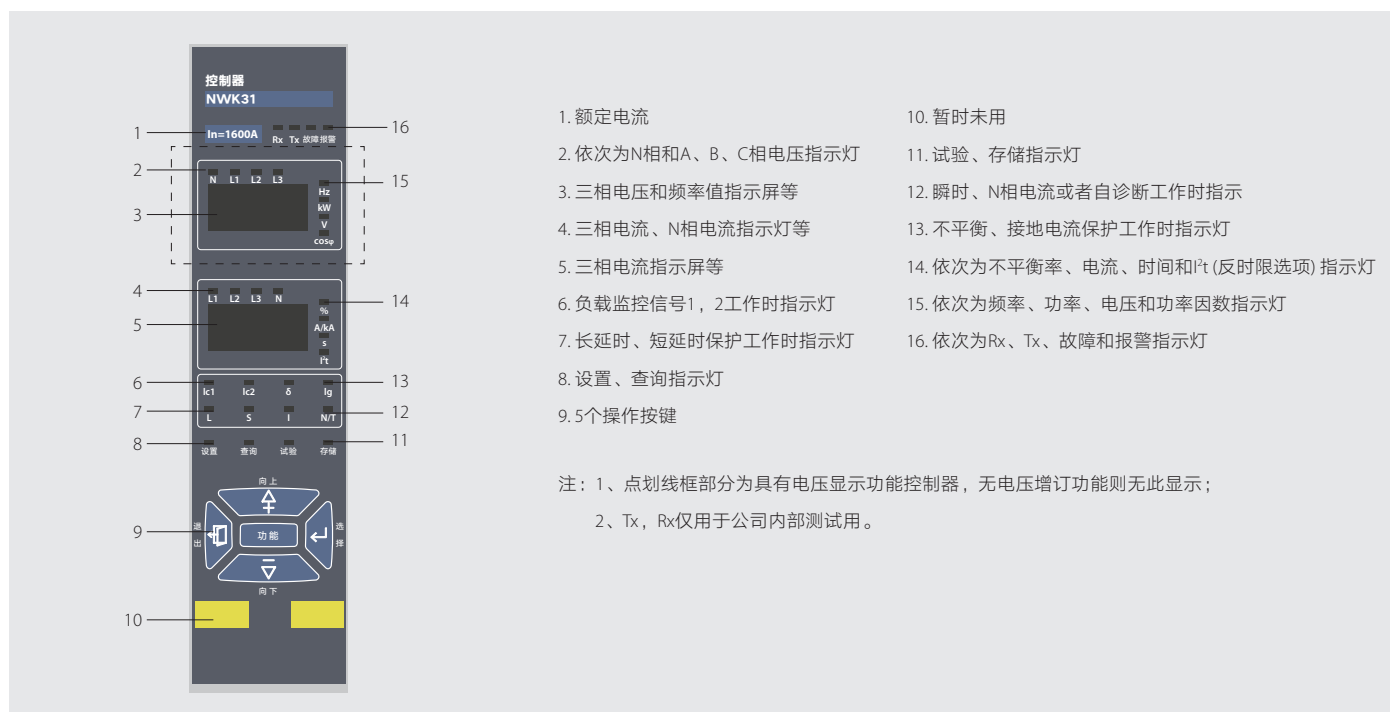 控制器
NWK31
1
In=1600A
Rx Tx 故障 报警
16
2
N L1 L2 L3
15
Hz
3
kW
V
cosφ
4
L1 L2 L3 N
14
%
5
A/kA
s
I²t
6
13
Ic1 Ic2 δ Ig
7
12
L S I N/T
8
11
设置 查询 试验 存储
向上
9
退出
功能
选择
向下
10
1. 额定电流
2. 依次为N相和A、B、C相电压指示灯
3. 三相电压和频率值指示屏等
4. 三相电流、N相电流指示灯等
5. 三相电流指示屏等
6. 负载监控信号1，2工作时指示灯
7. 长延时、短延时保护工作时指示灯
8. 设置、查询指示灯
9. 5个操作按键
10. 暂时未用
11. 试验、存储指示灯
12. 瞬时、N相电流或者自诊断工作时指示
13. 不平衡、接地电流保护工作时指示灯
14. 依次为不平衡率、电流、时间和I²t (反时限选项) 指示灯
15. 依次为频率、功率、电压和功率因数指示灯
16. 依次为Rx、Tx、故障和报警指示灯
注：1、点划线框部分为具有电压显示功能控制器，无电压增订功能则无此显示；
2、Tx，Rx仅用于公司内部测试用。